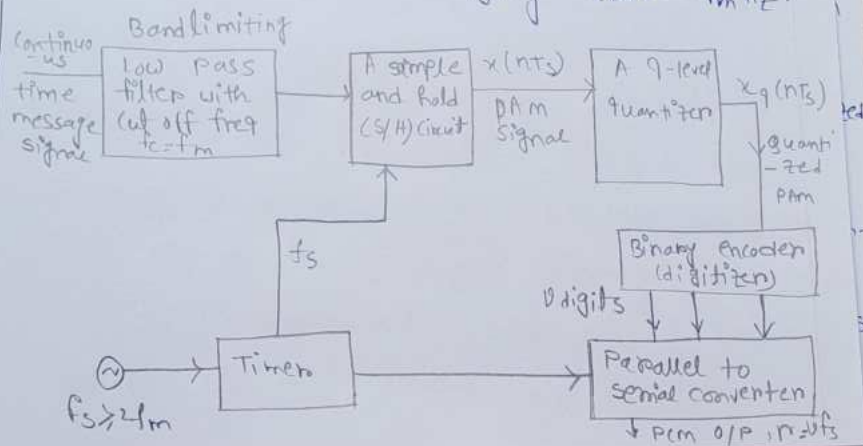 Bandlimiting
Continuo
-us
time
message
signal
Low pass
filter with
cut off freq
fc=fm
A sample
and hold
(S/H) Circuit
x(nTs)
PAM
signal
A q-level
quantizer
xq(nTs)
quanti
-zed
PAM
fs
Binary encoder
(digitizer)
v digits
Timer
fs≥2fm
Parallel to
serial converter
PCM O/P, r=vfs